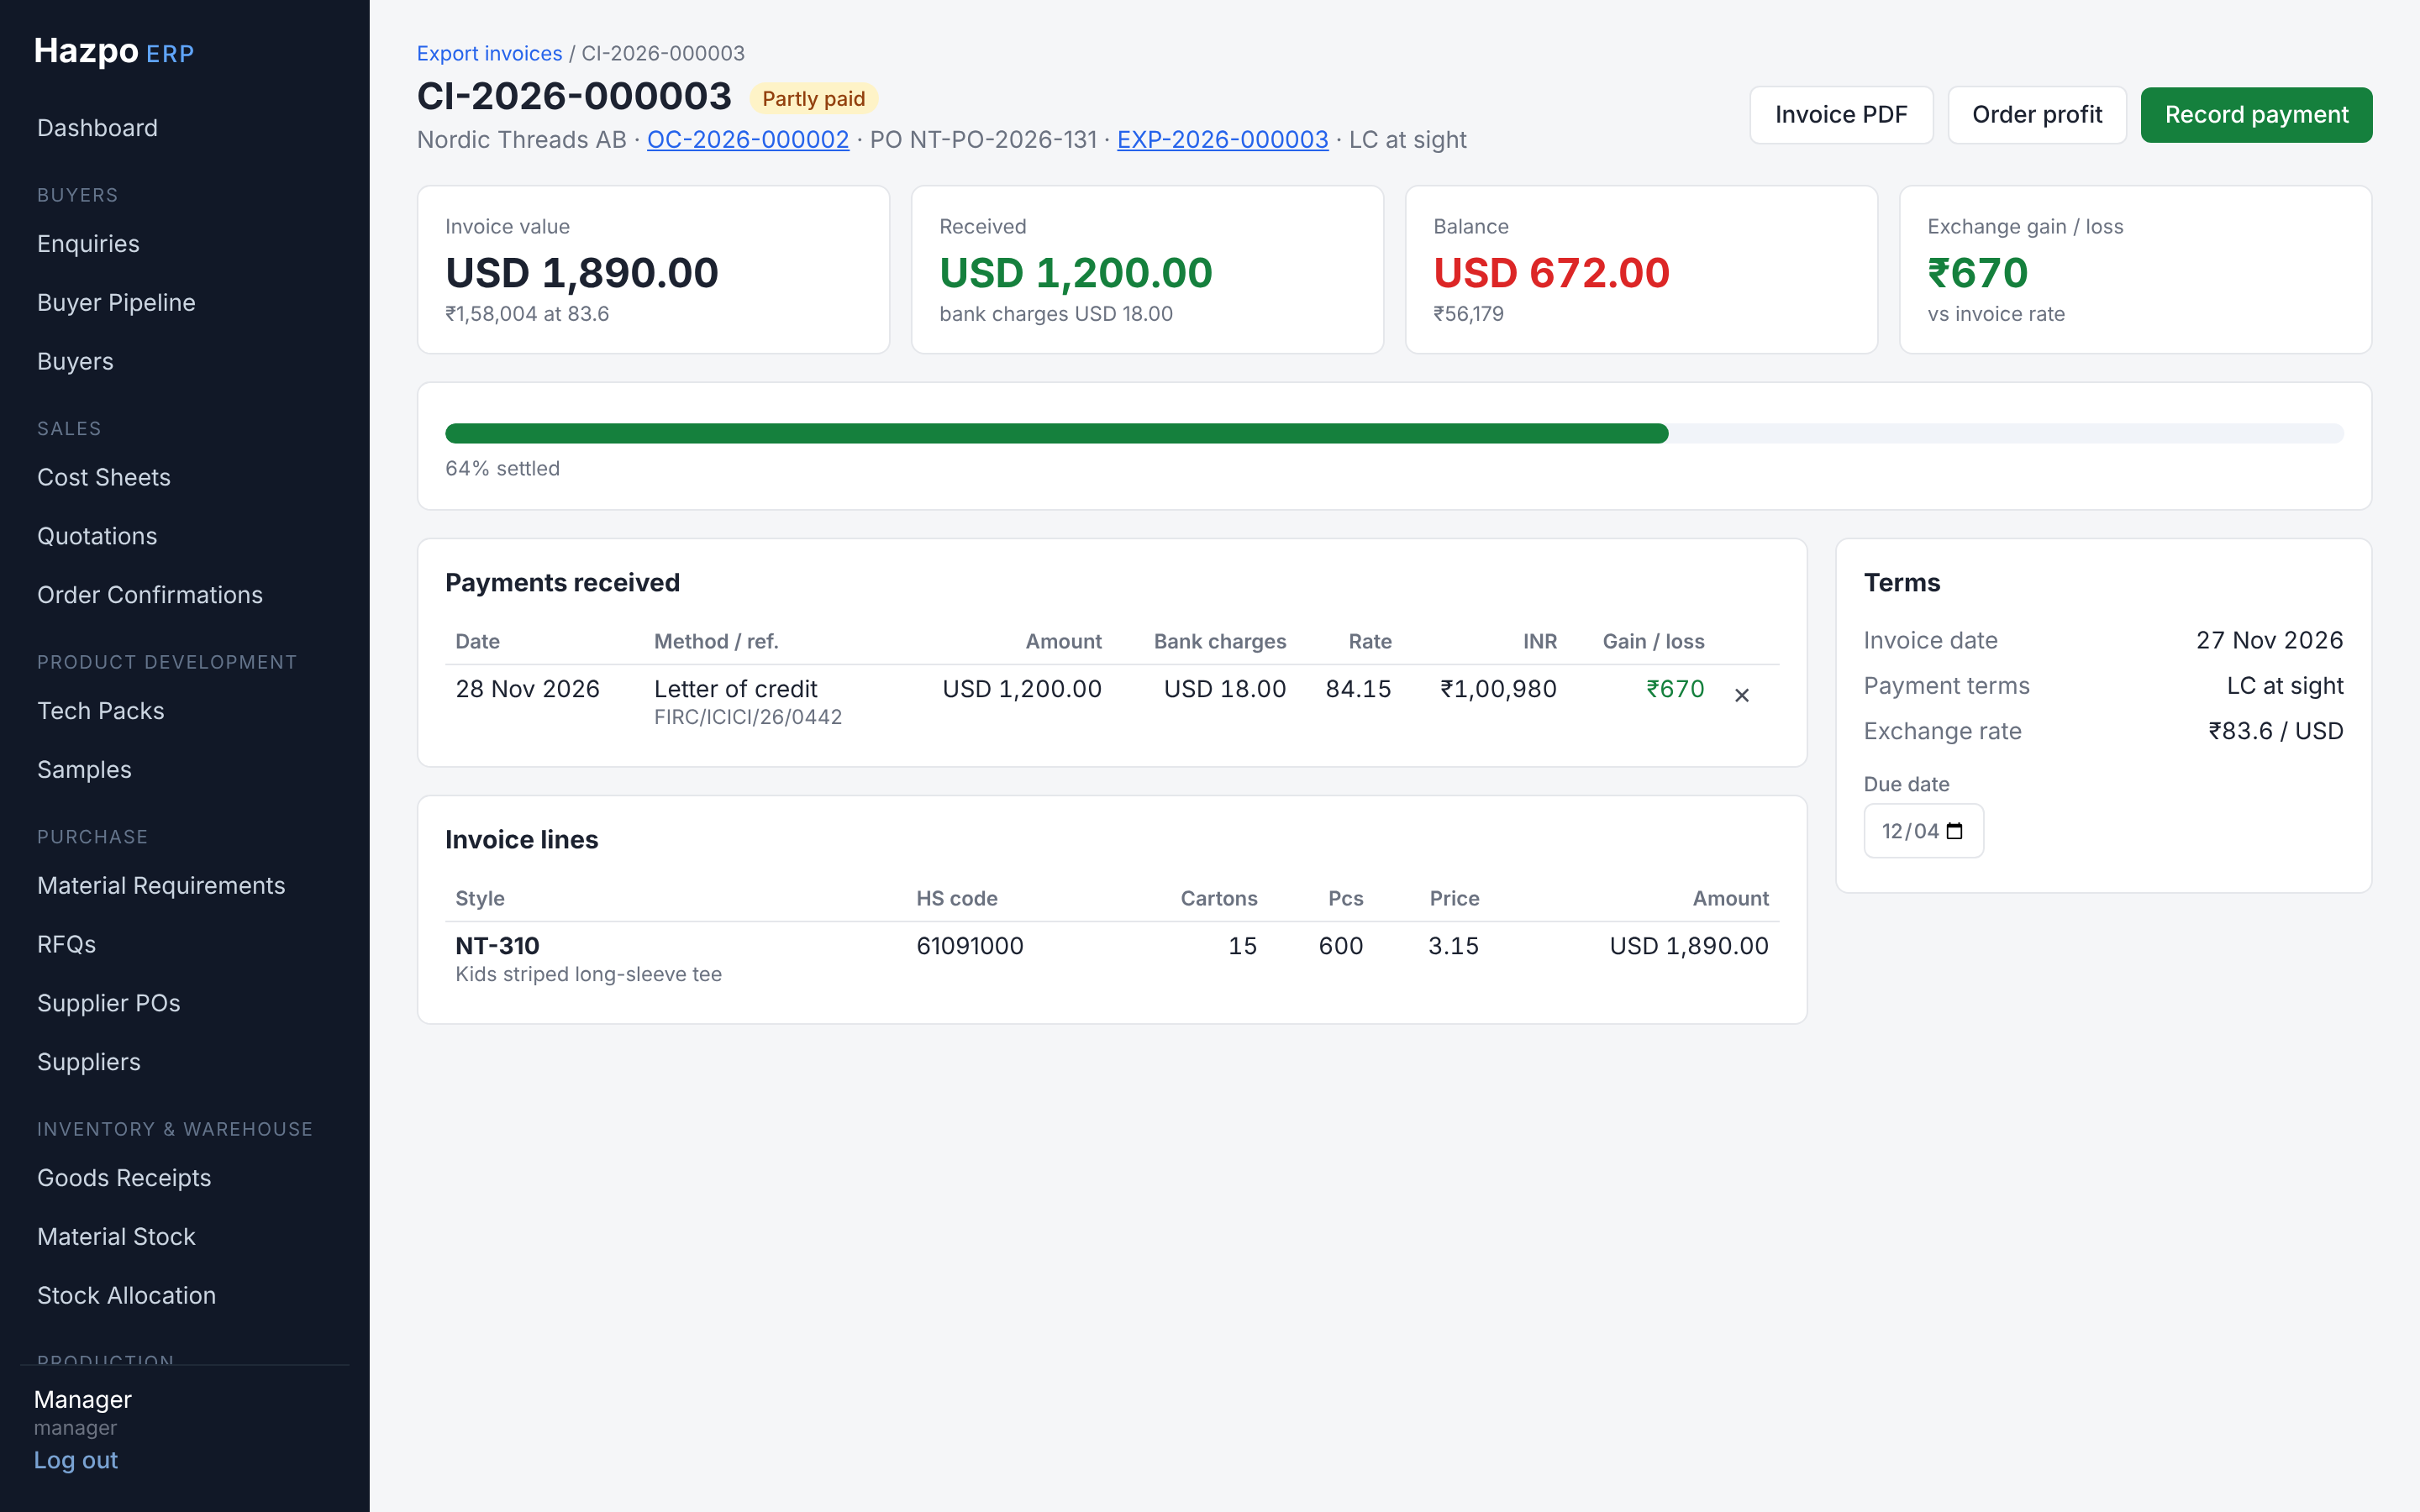 Hazpo ERP
Dashboard
BUYERS
Enquiries
Buyer Pipeline
Buyers
SALES
Cost Sheets
Quotations
Order Confirmations
PRODUCT DEVELOPMENT
Tech Packs
Samples
PURCHASE
Material Requirements
RFQs
Supplier POs
Suppliers
INVENTORY & WAREHOUSE
Goods Receipts
Material Stock
Stock Allocation
PRODUCTION
Manager
manager
Log out
Export invoices / CI-2026-000003
CI-2026-000003 Partly paid
Nordic Threads AB · OC-2026-000002 · PO NT-PO-2026-131 · EXP-2026-000003 · LC at sight
Invoice PDF Order profit Record payment
Invoice value
USD 1,890.00
₹1,58,004 at 83.6
Received
USD 1,200.00
bank charges USD 18.00
Balance
USD 672.00
₹56,179
Exchange gain / loss
₹670
vs invoice rate
64% settled
Payments received
Date Method / ref. Amount Bank charges Rate INR Gain / loss
28 Nov 2026 Letter of credit USD 1,200.00 USD 18.00 84.15 ₹1,00,980 ₹670 ×
FIRC/ICICI/26/0442
Invoice lines
Style HS code Cartons Pcs Price Amount
NT-310 61091000 15 600 3.15 USD 1,890.00
Kids striped long-sleeve tee
Terms
Invoice date 27 Nov 2026
Payment terms LC at sight
Exchange rate ₹83.6 / USD
Due date
12/04